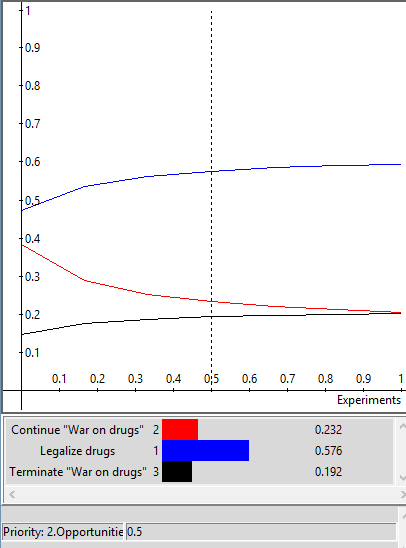 1
0.9
0.8
0.7
0.6
0.5
0.4
0.3
0.2
0.1
0.1 0.2 0.3 0.4 0.5 0.6 0.7 0.8 0.9 1
Experiments
Continue "War on drugs" 2 0.232
Legalize drugs 1 0.576
Terminate "War on drugs" 3 0.192
Priority: 2.Opportunitie 0.5